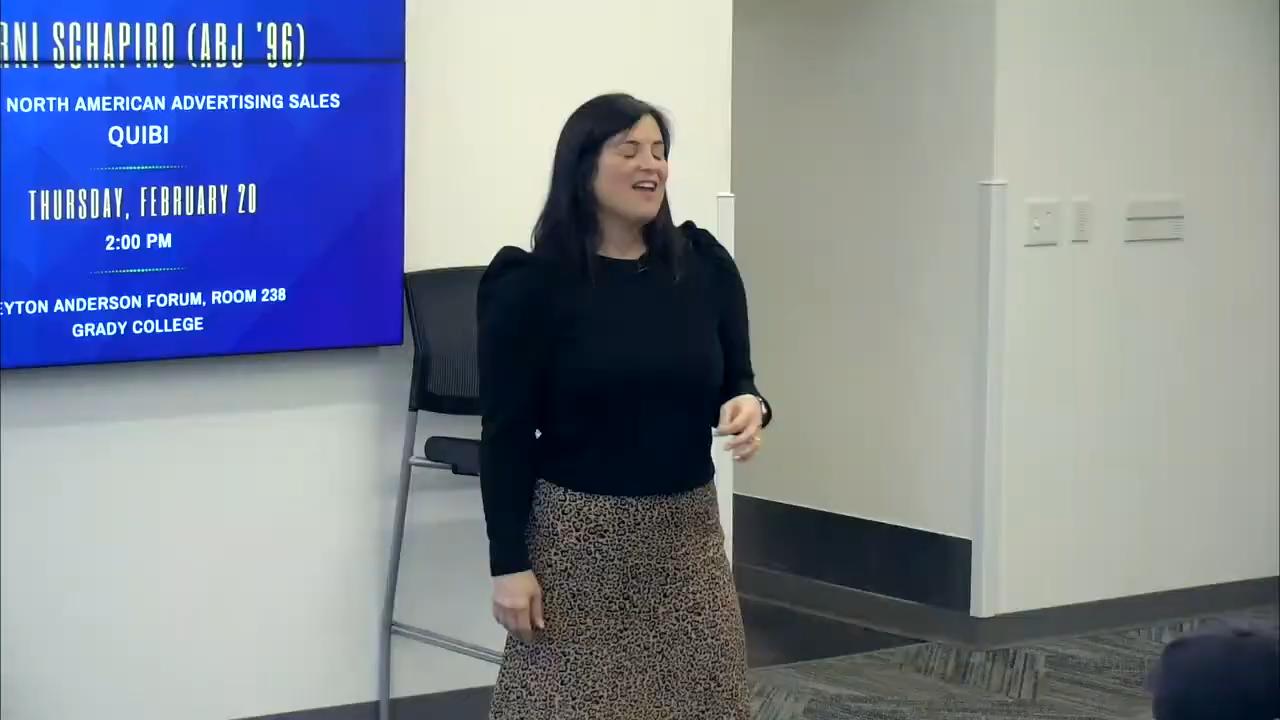 RNI SCHAPIRO (ABJ '96)
NORTH AMERICAN ADVERTISING SALES
QUIBI
THURSDAY, FEBRUARY 20
2:00 PM
EYTON ANDERSON FORUM, ROOM 238
GRADY COLLEGE